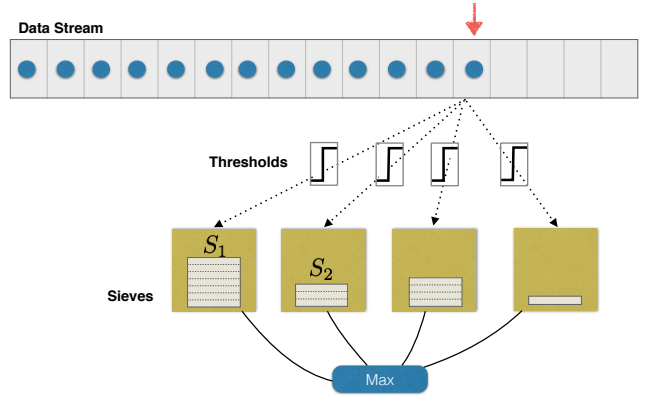 Data Stream
Thresholds
S₁
S₂
Sieves
Max